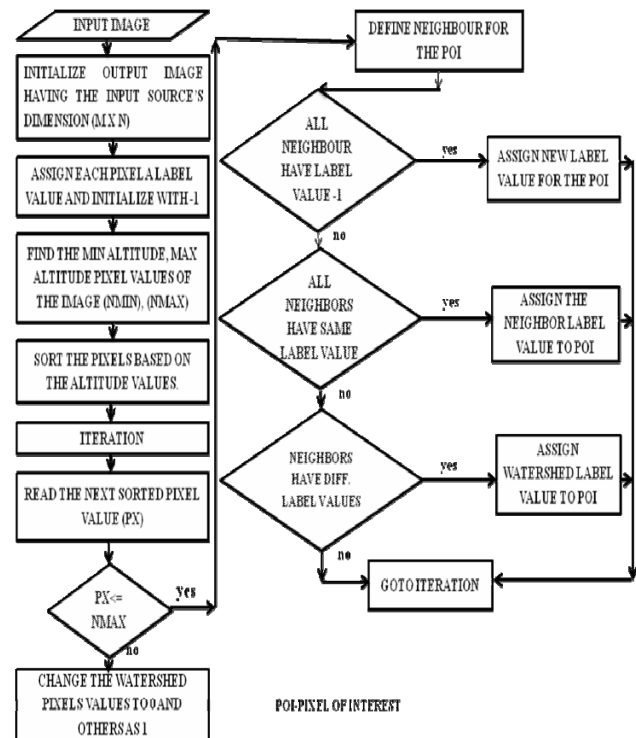 INPUT IMAGE
INITIALIZE OUTPUT IMAGE
HAVING THE INPUT SOURCE'S
DIMENSION (M X N)
ASSIGN EACH PIXEL A LABEL
VALUE AND INITIALIZE WITH -1
FIND THE MIN ALTITUDE, MAX
ALTITUDE PIXEL VALUES OF
THE IMAGE (NMIN), (NMAX)
SORT THE PIXELS BASED ON
THE ALTITUDE VALUES.
ITERATION
READ THE NEXT SORTED PIXEL
VALUE (PX)
PX<=
NMAX
yes
no
CHANGE THE WATERSHED
PIXELS VALUES TO 0 AND
OTHERS AS 1
DEFINE NEIGHBOUR FOR
THE POI
ALL
NEIGHBOUR
HAVE LABEL
VALUE -1
yes
ASSIGN NEW LABEL
VALUE FOR THE POI
no
ALL
NEIGHBORS
HAVE SAME
LABEL VALUE
yes
ASSIGN THE
NEIGHBOR LABEL
VALUE TO POI
no
NEIGHBORS
HAVE DIFF.
LABEL VALUES
yes
ASSIGN
WATERSHED LABEL
VALUE TO POI
no
GOTO ITERATION
POI-PIXEL OF INTEREST